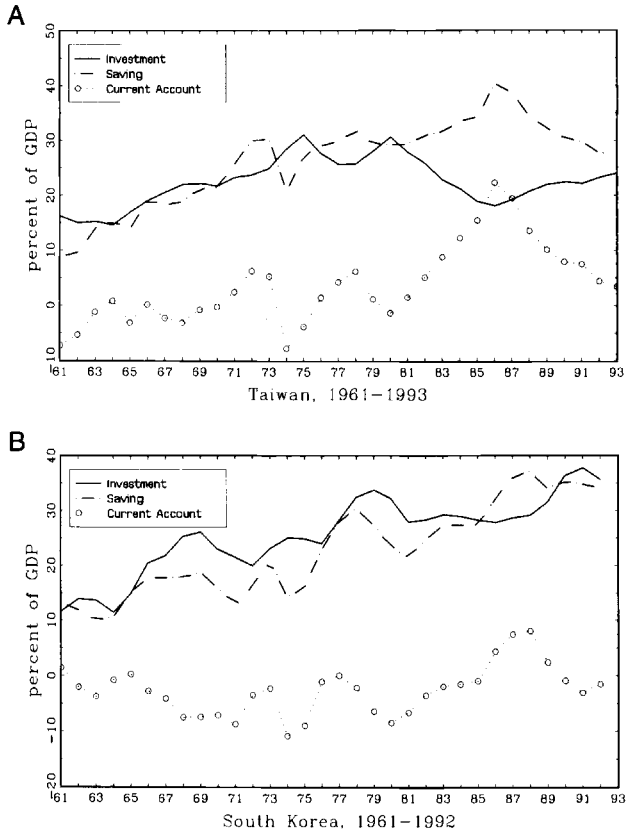 A
50
Investment
Saving
Current Account
40
30
20
10
0
10
percent of GDP
61 63 65 67 69 71 73 75 77 79 81 83 85 87 89 91 93
Taiwan, 1961-1993
B
40
Investment
Saving
Current Account
30
20
10
0
-10
-20
percent of GDP
61 63 65 67 69 71 73 75 77 79 81 83 85 87 89 91 93
South Korea, 1961-1992